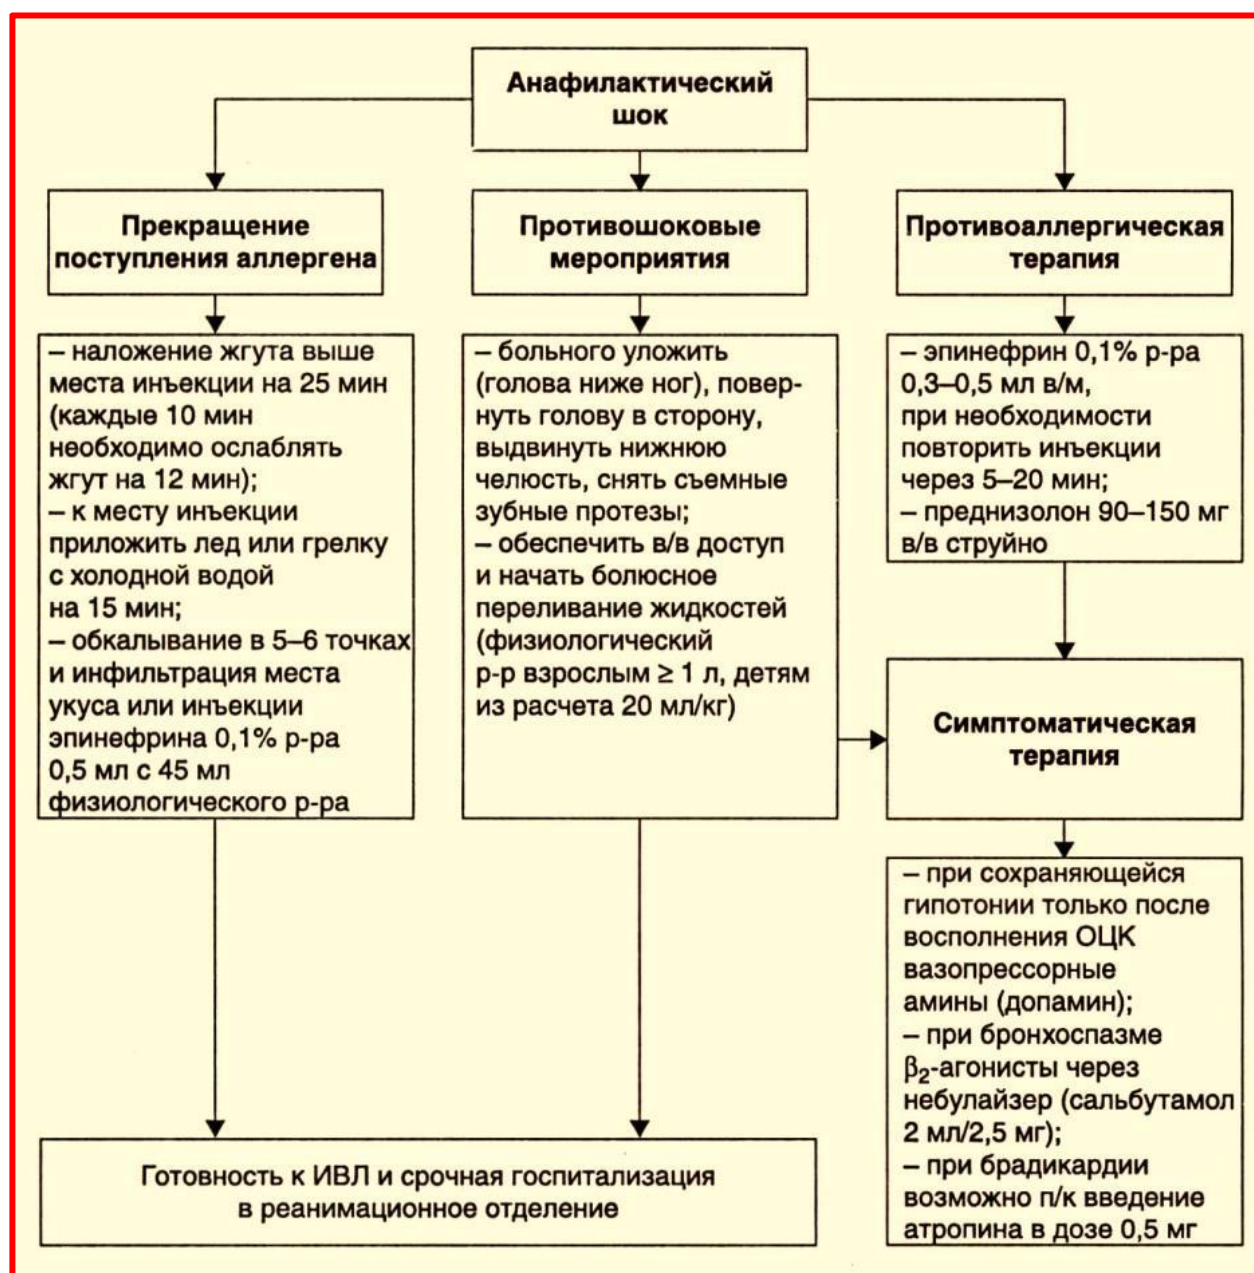 Анафилактический
шок
Прекращение
поступления аллергена
Противошоковые
мероприятия
Противоаллергическая
терапия
– наложение жгута выше
места инъекции на 25 мин
(каждые 10 мин
необходимо ослаблять
жгут на 12 мин);
– к месту инъекции
приложить лед или грелку
с холодной водой
на 15 мин;
– обкалывание в 5–6 точках
и инфильтрация места
укуса или инъекции
эпинефрина 0,1% р-ра
0,5 мл с 45 мл
физиологического р-ра
– больного уложить
(голова ниже ног), повер-
нуть голову в сторону,
выдвинуть нижнюю
челюсть, снять съемные
зубные протезы;
– обеспечить в/в доступ
и начать болюсное
переливание жидкостей
(физиологический
р-р взрослым ≥ 1 л, детям
из расчета 20 мл/кг)
– эпинефрин 0,1% р-ра
0,3–0,5 мл в/м,
при необходимости
повторить инъекции
через 5–20 мин;
– преднизолон 90–150 мг
в/в струйно
Симптоматическая
терапия
– при сохраняющейся
гипотонии только после
восполнения ОЦК
вазопрессорные
амины (допамин);
– при бронхоспазме
β₂-агонисты через
небулайзер (сальбутамол
2 мл/2,5 мг);
– при брадикардии
возможно п/к введение
атропина в дозе 0,5 мг
Готовность к ИВЛ и срочная госпитализация
в реанимационное отделение